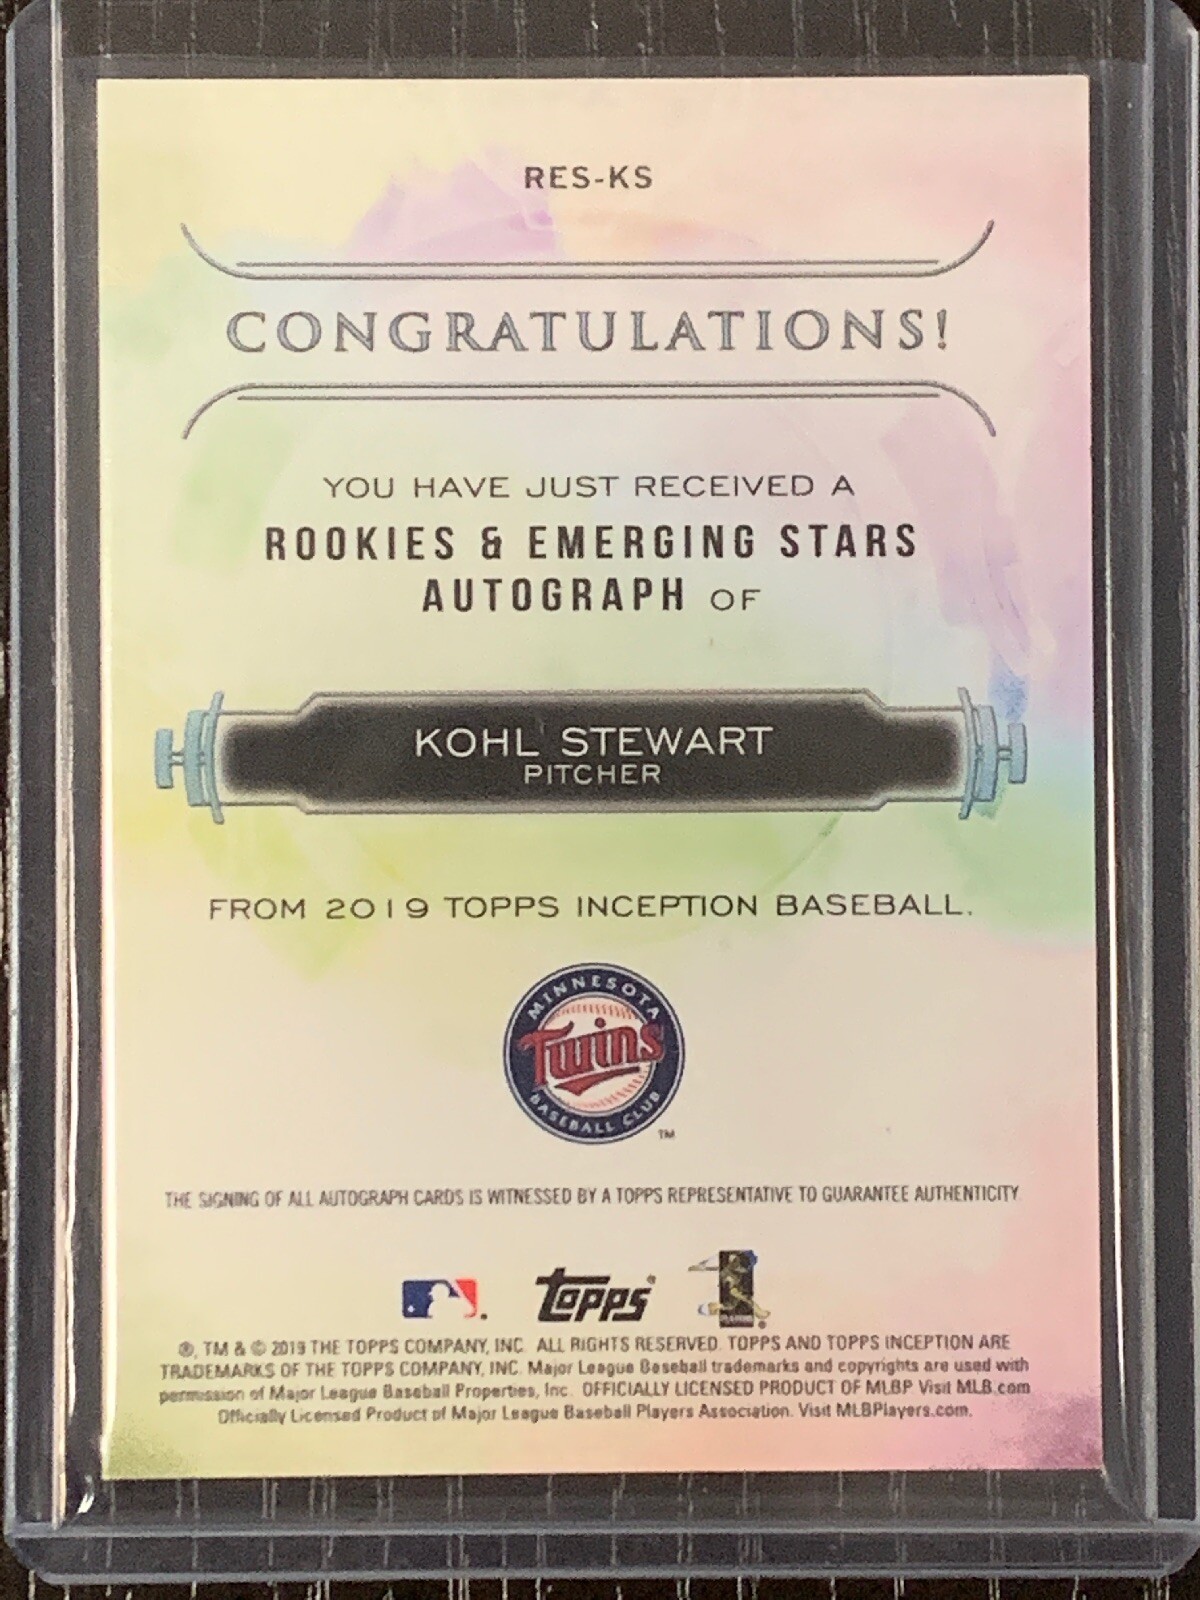 RES-KS
CONGRATULATIONS!
YOU HAVE JUST RECEIVED A
ROOKIES & EMERGING STARS
AUTOGRAPH OF
KOHL STEWART
PITCHER
FROM 2019 TOPPS INCEPTION BASEBALL.
MINNESOTA
Twins
BASEBALL CLUB
TM
THE SIGNING OF ALL AUTOGRAPH CARDS IS WITNESSED BY A TOPPS REPRESENTATIVE TO GUARANTEE AUTHENTICITY
topps®
®, TM & © 2019 THE TOPPS COMPANY, INC. ALL RIGHTS RESERVED. TOPPS AND TOPPS INCEPTION ARE
TRADEMARKS OF THE TOPPS COMPANY, INC. Major League Baseball trademarks and copyrights are used with
permission of Major League Baseball Properties, Inc. OFFICIALLY LICENSED PRODUCT OF MLBP Visit MLB.com
Officially Licensed Product of Major League Baseball Players Association. Visit MLBPlayers.com.